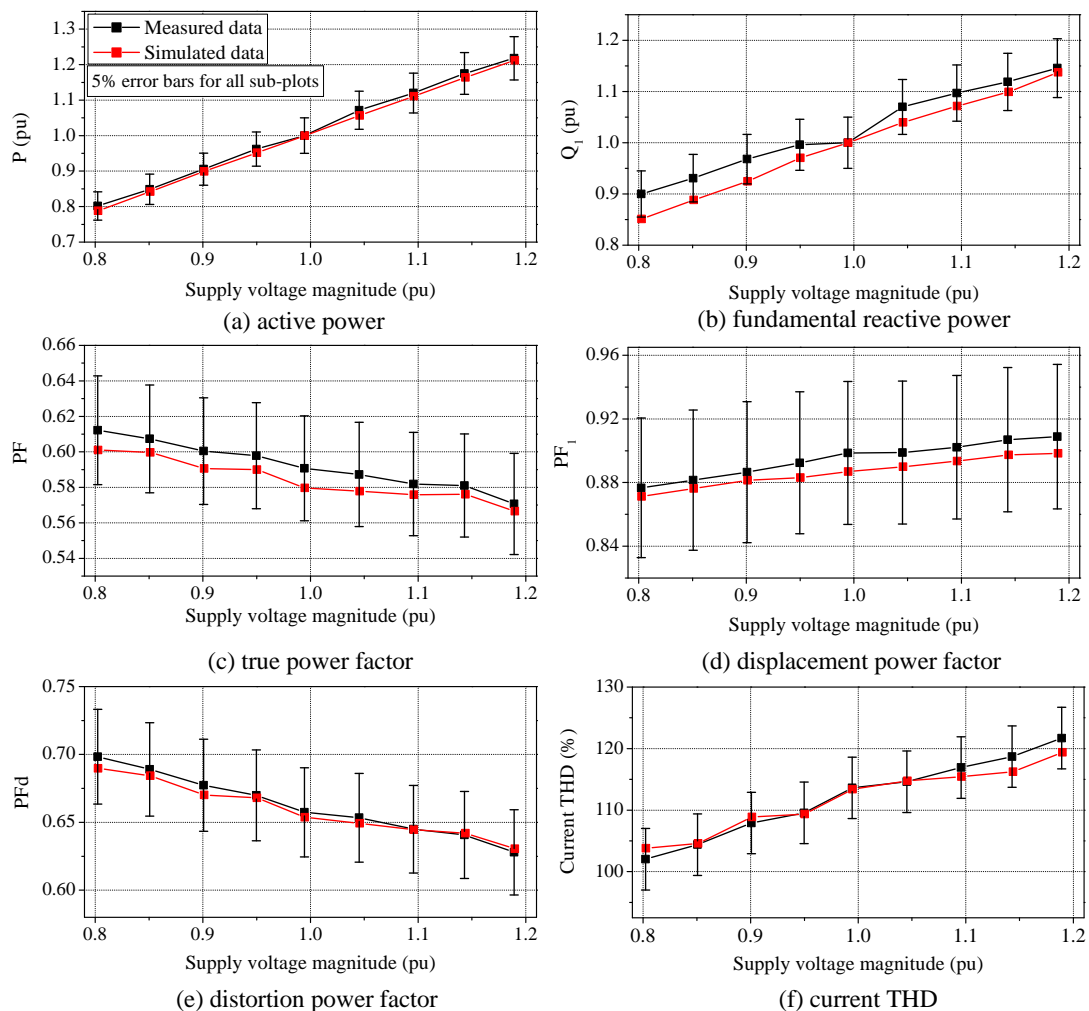 1.3
1.2
1.1
1.0
0.9
0.8
0.7
P (pu)
Measured data
Simulated data
5% error bars for all sub-plots
0.8 0.9 1.0 1.1 1.2
Supply voltage magnitude (pu)
(a) active power
1.2
1.1
1.0
0.9
0.8
Q1 (pu)
0.8 0.9 1.0 1.1 1.2
Supply voltage magnitude (pu)
(b) fundamental reactive power
0.66
0.64
0.62
0.60
0.58
0.56
0.54
PF
0.8 0.9 1.0 1.1 1.2
Supply voltage magnitude (pu)
(c) true power factor
0.96
0.92
0.88
0.84
PF1
0.8 0.9 1.0 1.1 1.2
Supply voltage magnitude (pu)
(d) displacement power factor
0.75
0.70
0.65
0.60
PFd
0.8 0.9 1.0 1.1 1.2
Supply voltage magnitude (pu)
(e) distortion power factor
130
120
110
100
Current THD (%)
0.8 0.9 1.0 1.1 1.2
Supply voltage magnitude (pu)
(f) current THD